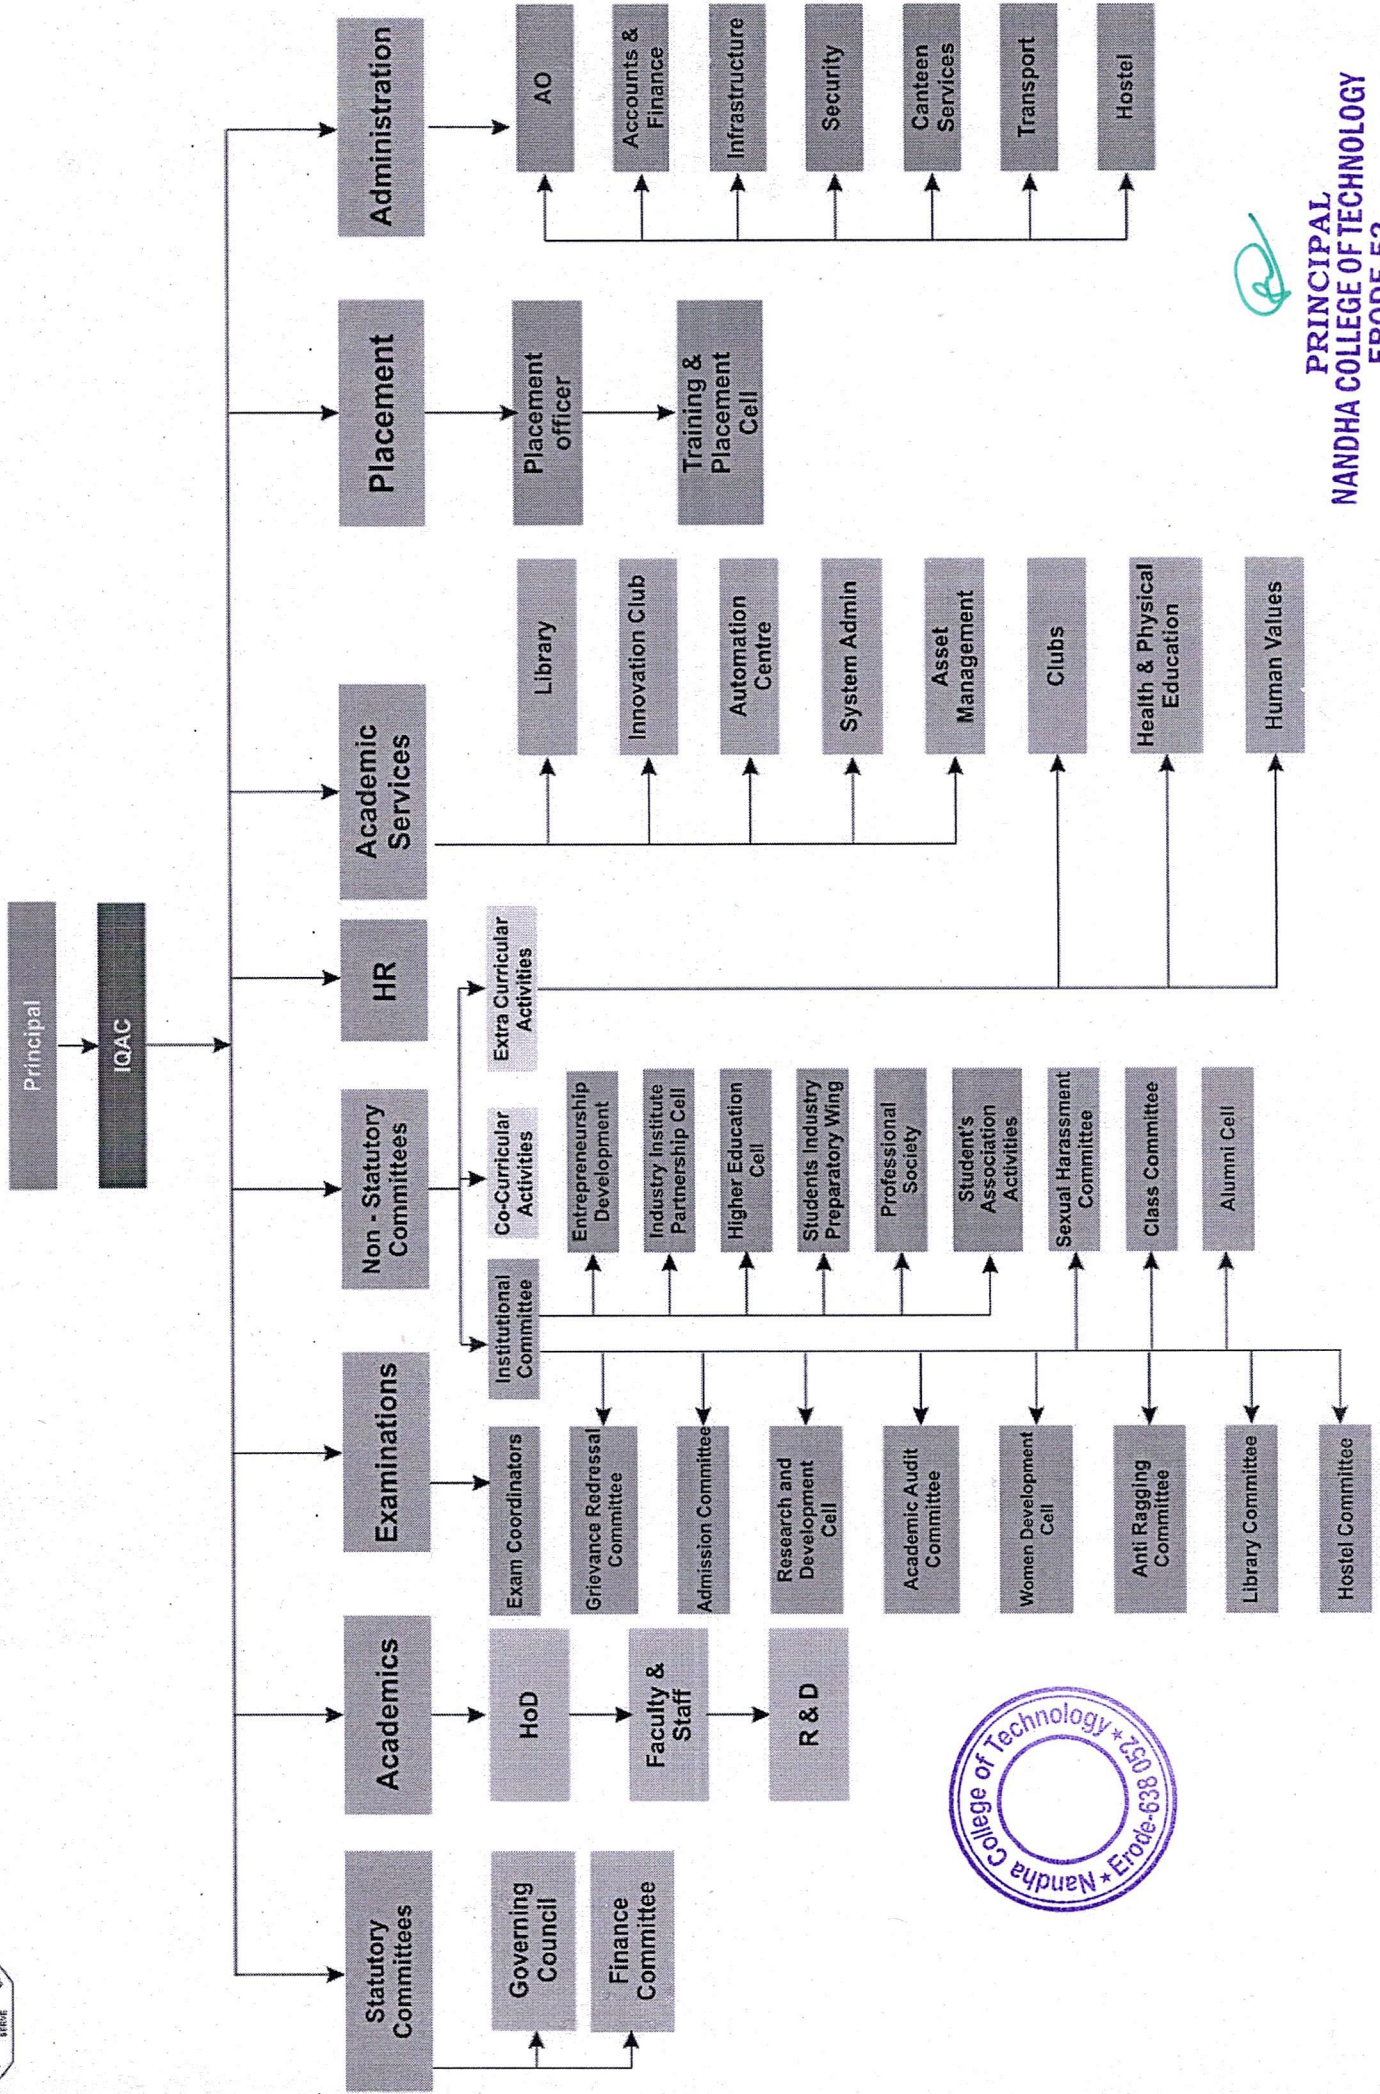 SERVE
Principal
IQAC
Statutory
Committees
Academics
Examinations
Non - Statutory
Committees
HR
Academic
Services
Placement
Administration
Governing
Council
Finance
Committee
HoD
Faculty &
Staff
R & D
Exam Coordinators
Institutional
Committee
Co-Curricular
Activities
Extra Curricular
Activities
Grievance Redressal
Committee
Admission Committee
Research and
Development
Cell
Academic Audit
Committee
Women Development
Cell
Anti Ragging
Committee
Library Committee
Hostel Committee
Entrepreneurship
Development
Industry Institute
Partnership Cell
Higher Education
Cell
Students Industry
Preparatory Wing
Professional
Society
Student's
Association
Activities
Sexual Harassment
Committee
Class Committee
Alumni Cell
Library
Innovation Club
Automation
Centre
System Admin
Asset
Management
Clubs
Health & Physical
Education
Human Values
Placement
officer
Training &
Placement
Cell
AO
Accounts &
Finance
Infrastructure
Security
Canteen
Services
Transport
Hostel
Nandha College of Technology
* Erode-638 052 *
PRINCIPAL
NANDHA COLLEGE OF TECHNOLOGY